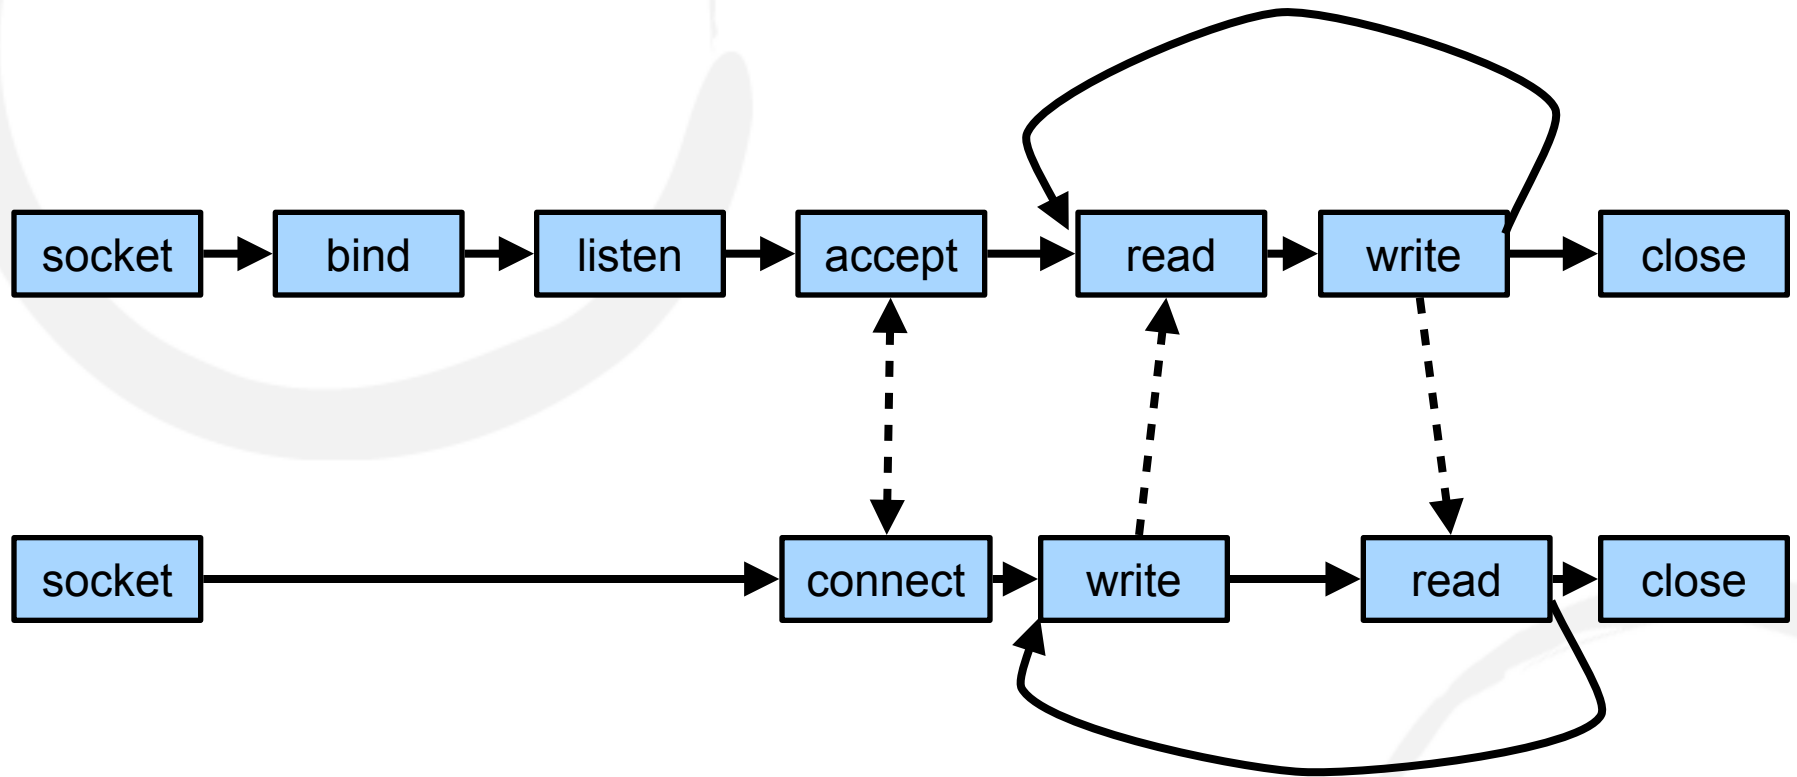 socket bind listen accept read write close
socket connect write read close